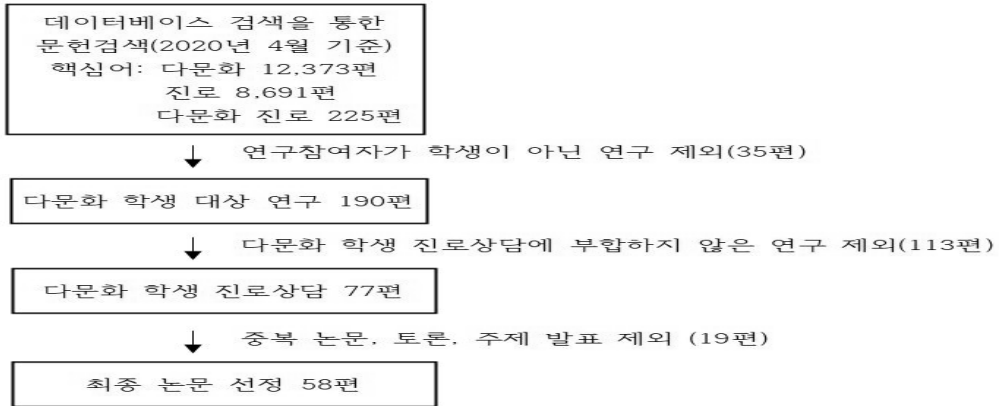 데이터베이스 검색을 통한
문헌검색(2020년 4월 기준)
핵심어: 다문화 12,373편
진로 8,691편
다문화 진로 225편
연구참여자가 학생이 아닌 연구 제외(35편)
다문화 학생 대상 연구 190편
다문화 학생 진로상담에 부합하지 않은 연구 제외(113편)
다문화 학생 진로상담 77편
중복 논문, 토론, 주제 발표 제외 (19편)
최종 논문 선정 58편